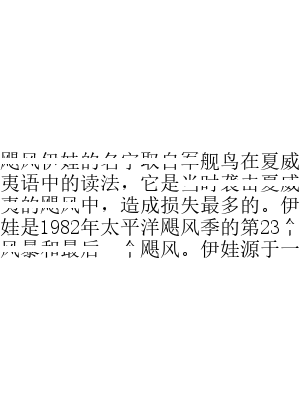 飓风伊娃的名字取自军舰鸟在夏威
夷语中的读法，它是当时袭击夏威
夷的飓风中，造成损失最多的。伊
娃是1982年太平洋飓风季的第23个
风暴和最后一个飓风。伊娃源于一